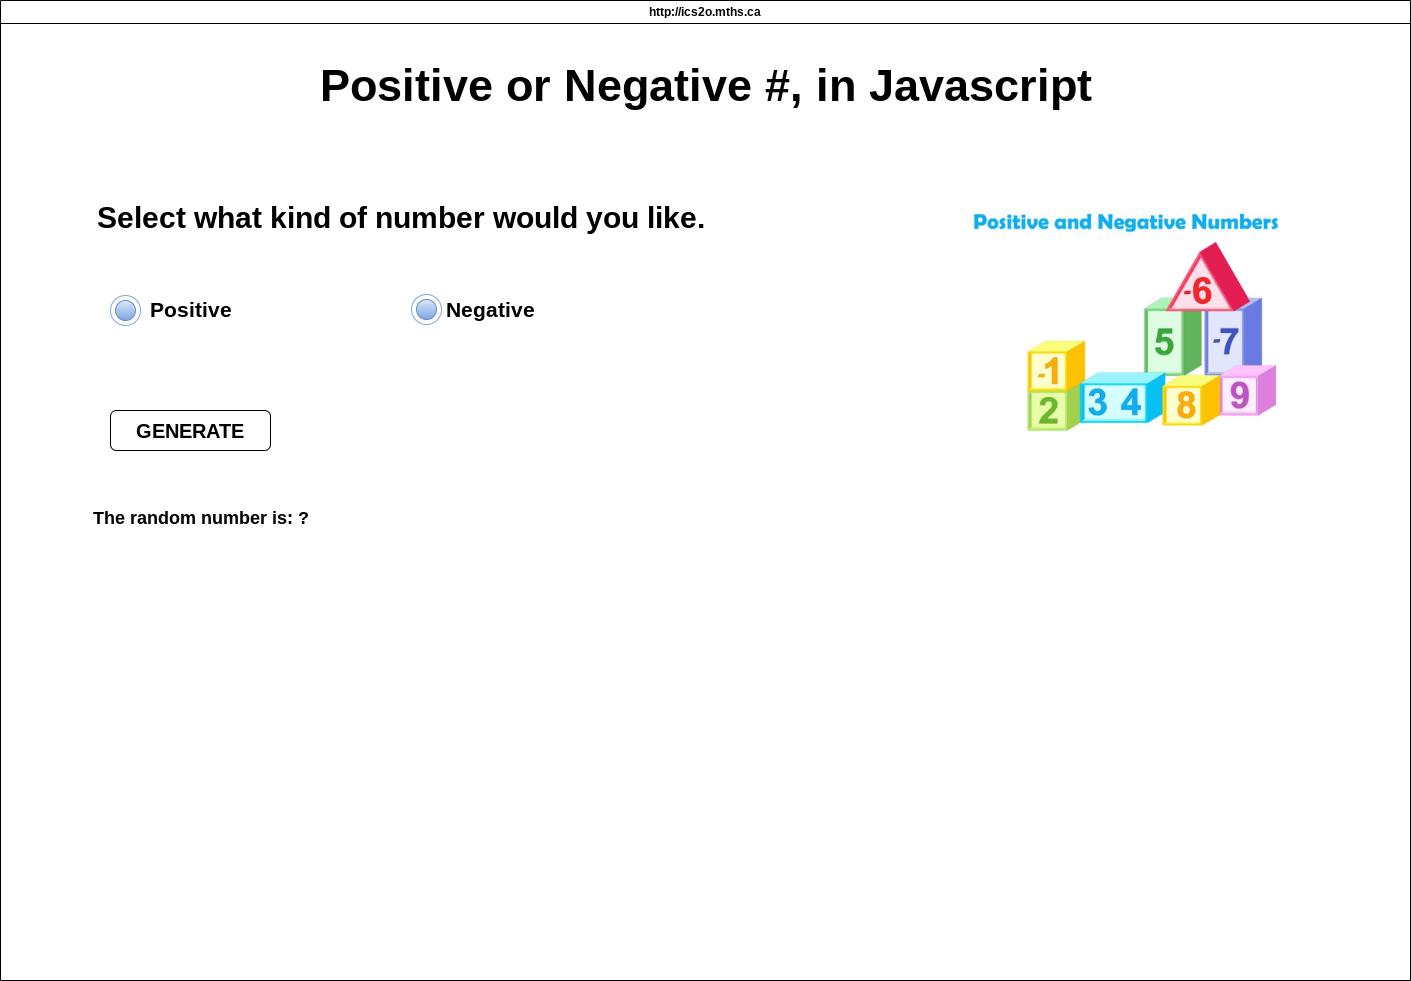 http://ics2o.mths.ca
Positive or Negative #, in Javascript
Select what kind of number would you like.
Positive and Negative Numbers
Positive
Negative
-6
5
-7
-1
2
3 4
8
9
GENERATE
The random number is: ?